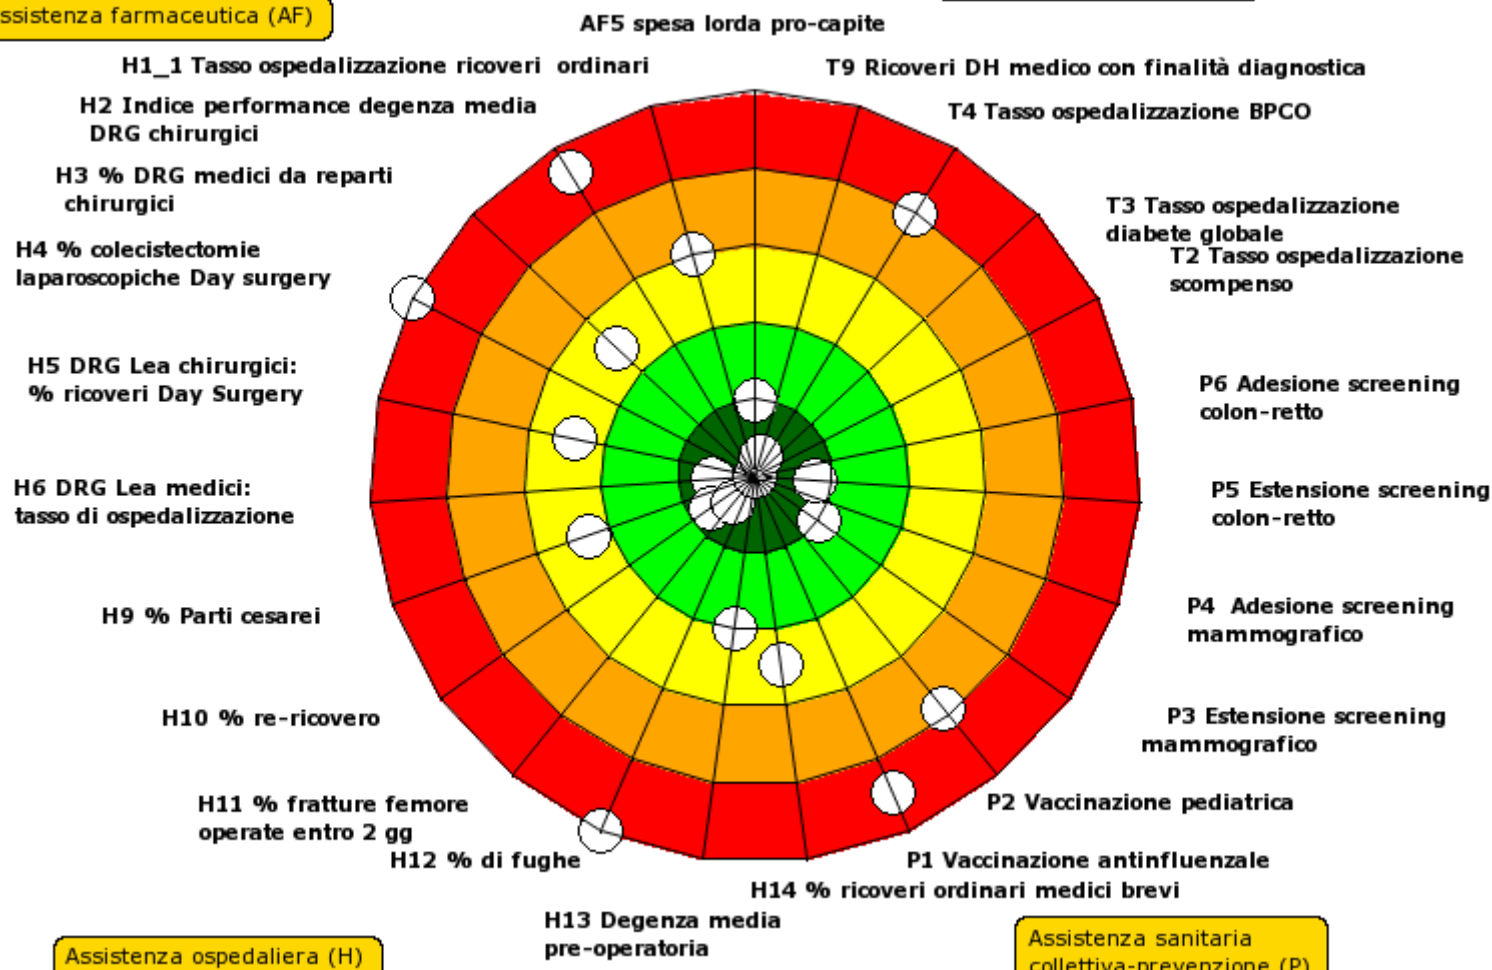 ssistenza farmaceutica (AF)
AF5 spesa lorda pro-capite
H1_1 Tasso ospedalizzazione ricoveri ordinari
T9 Ricoveri DH medico con finalità diagnostica
H2 Indice performance degenza media
DRG chirurgici
T4 Tasso ospedalizzazione BPCO
H3 % DRG medici da reparti
chirurgici
T3 Tasso ospedalizzazione
diabete globale
H4 % colecistectomie
laparoscopiche Day surgery
T2 Tasso ospedalizzazione
scompenso
H5 DRG Lea chirurgici:
% ricoveri Day Surgery
P6 Adesione screening
colon-retto
H6 DRG Lea medici:
tasso di ospedalizzazione
P5 Estensione screening
colon-retto
H9 % Parti cesarei
P4 Adesione screening
mammografico
H10 % re-ricovero
P3 Estensione screening
mammografico
H11 % fratture femore
operate entro 2 gg
P2 Vaccinazione pediatrica
H12 % di fughe
P1 Vaccinazione antinfluenzale
H14 % ricoveri ordinari medici brevi
H13 Degenza media
pre-operatoria
Assistenza ospedaliera (H)
Assistenza sanitaria
collettiva-prevenzione (P)